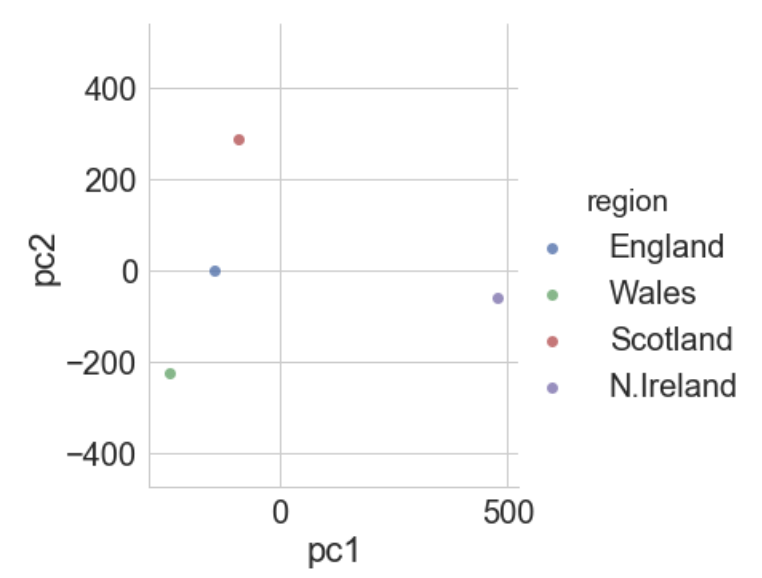 400
200
0
−200
−400
pc2
0 500
pc1
region
England
Wales
Scotland
N.Ireland